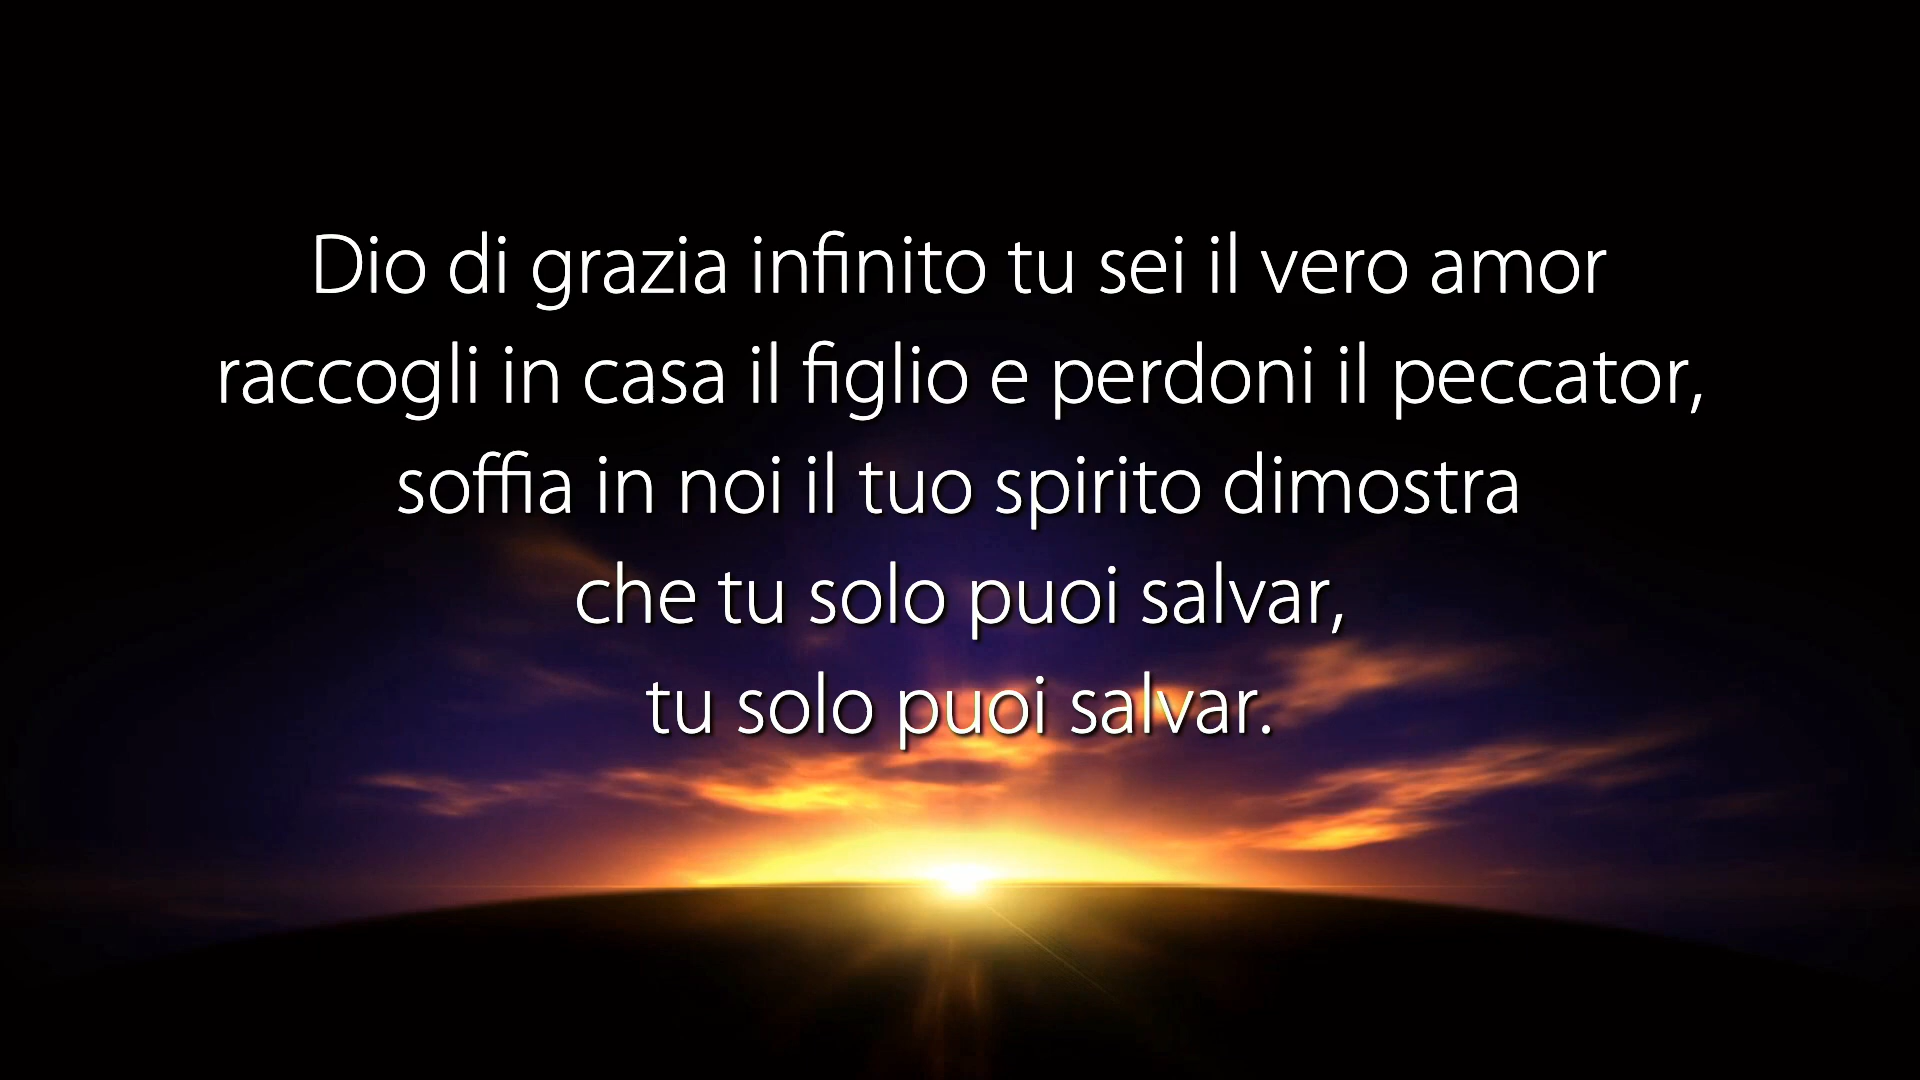 Dio di grazia infinito tu sei il vero amor
raccogli in casa il figlio e perdoni il peccator,
soffia in noi il tuo spirito dimostra
che tu solo puoi salvar,
tu solo puoi salvar.